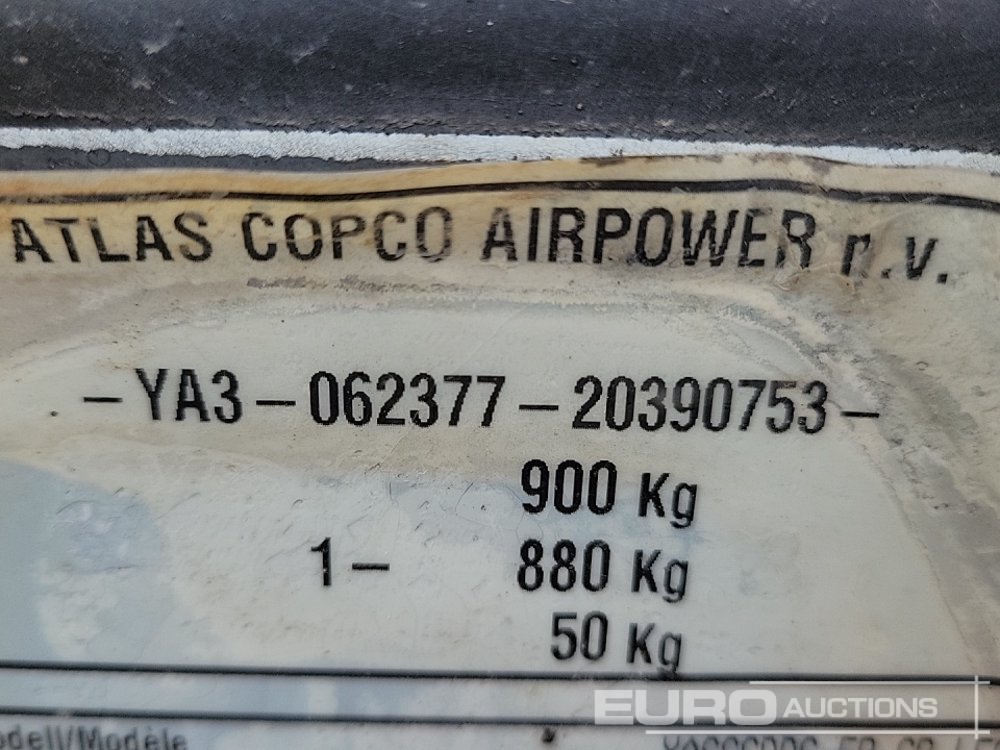 ATLAS COPCO AIRPOWER n.v.
-YA3-062377-20390753-
900 Kg
1- 880 Kg
50 Kg
EURO AUCTIONS
odell/Modèle